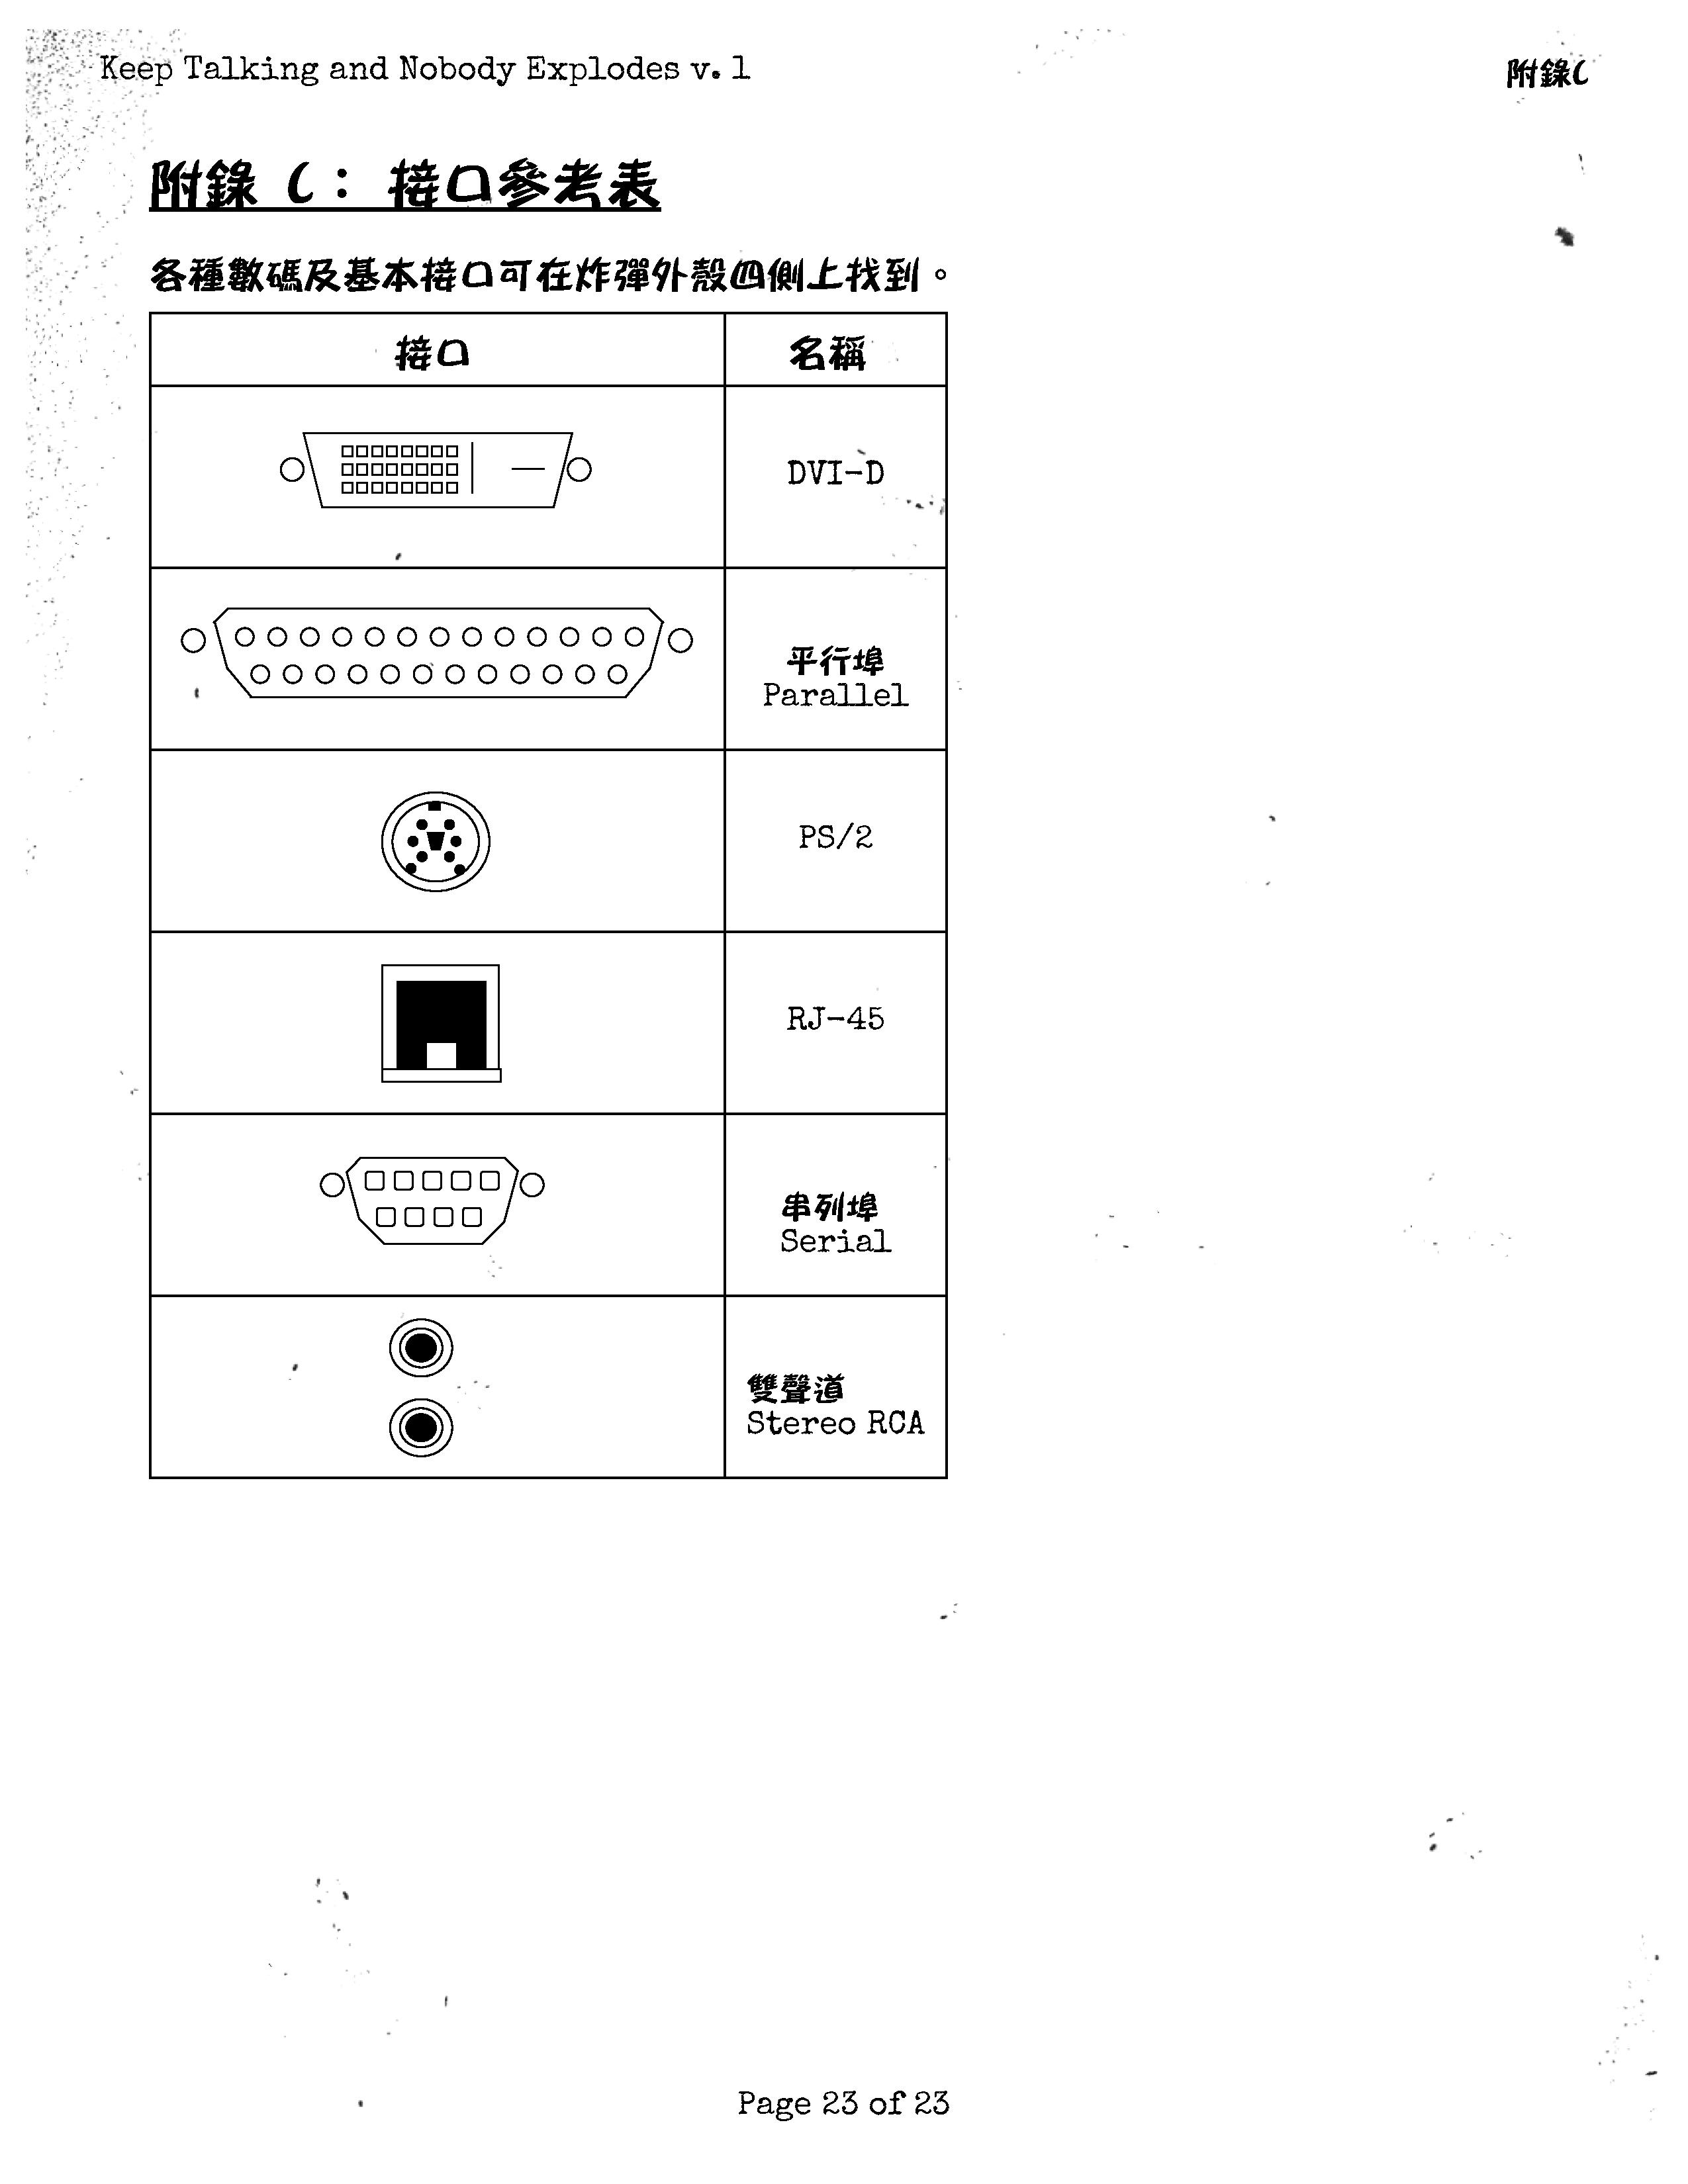 Keep Talking and Nobody Explodes v. 1
附錄C
附錄 C： 接口參考表
各種數碼及基本接口可在炸彈外殼四側上找到。
接口 名稱
DVI-D
平行埠
Parallel
PS/2
RJ-45
串列埠
Serial
雙聲道
Stereo RCA
Page 23 of 23